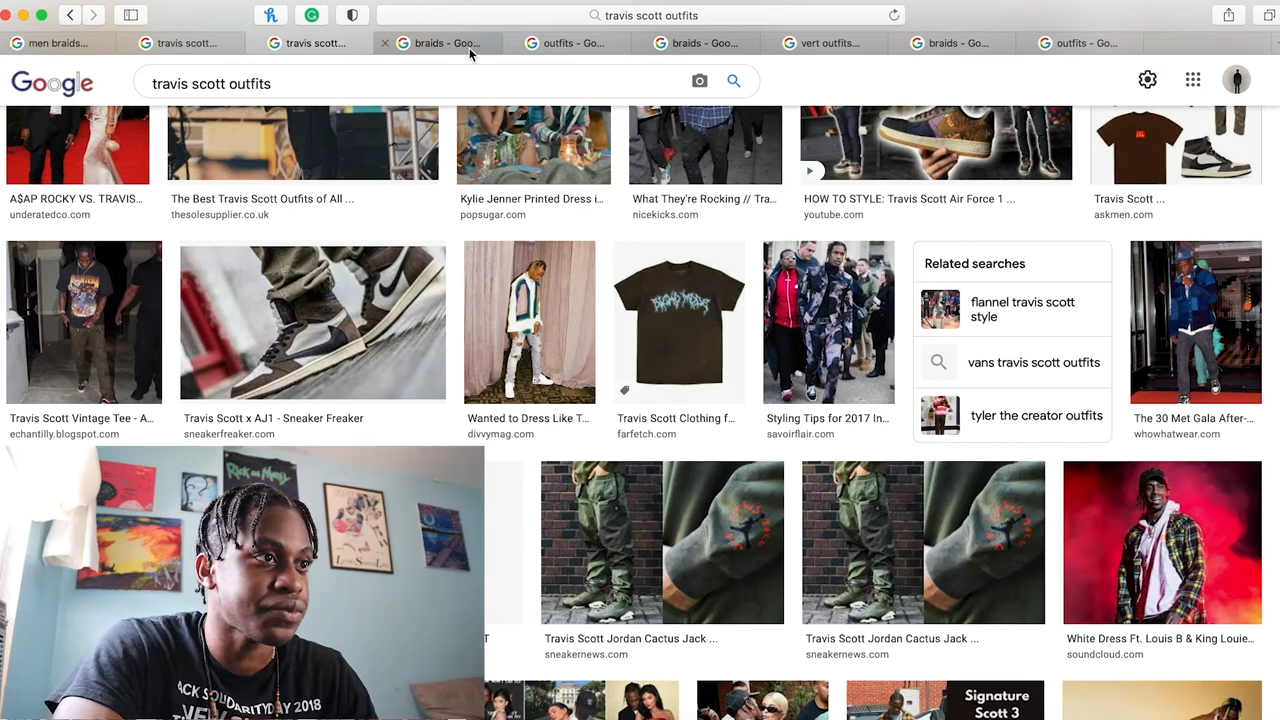 travis scott outfits
men braids...
travis scott...
travis scott...
braids - Goo...
outfits - Go...
braids - Goo...
vert outfits...
braids - Go...
outfits - Go...
Google
travis scott outfits
A$AP ROCKY VS. TRAVIS...
underatedco.com
The Best Travis Scott Outfits of All ...
thesolesupplier.co.uk
Kylie Jenner Printed Dress i...
popsugar.com
What They're Rocking // Tra...
nicekicks.com
HOW TO STYLE: Travis Scott Air Force 1 ...
youtube.com
Travis Scott ...
askmen.com
Related searches
flannel travis scott
style
vans travis scott outfits
tyler the creator outfits
Travis Scott Vintage Tee - A...
echantilly.blogspot.com
Travis Scott x AJ1 - Sneaker Freaker
sneakerfreaker.com
Wanted to Dress Like T...
divvymag.com
Travis Scott Clothing f...
farfetch.com
Styling Tips for 2017 In...
savoirflair.com
The 30 Met Gala After-...
whowhatwear.com
Rick and Morty
T
Travis Scott Jordan Cactus Jack ...
sneakernews.com
Travis Scott Jordan Cactus Jack ...
sneakernews.com
White Dress Ft. Louis B & King Louie...
soundcloud.com
ACK SOLIDARITY DAY 2018
Signature
Scott 3